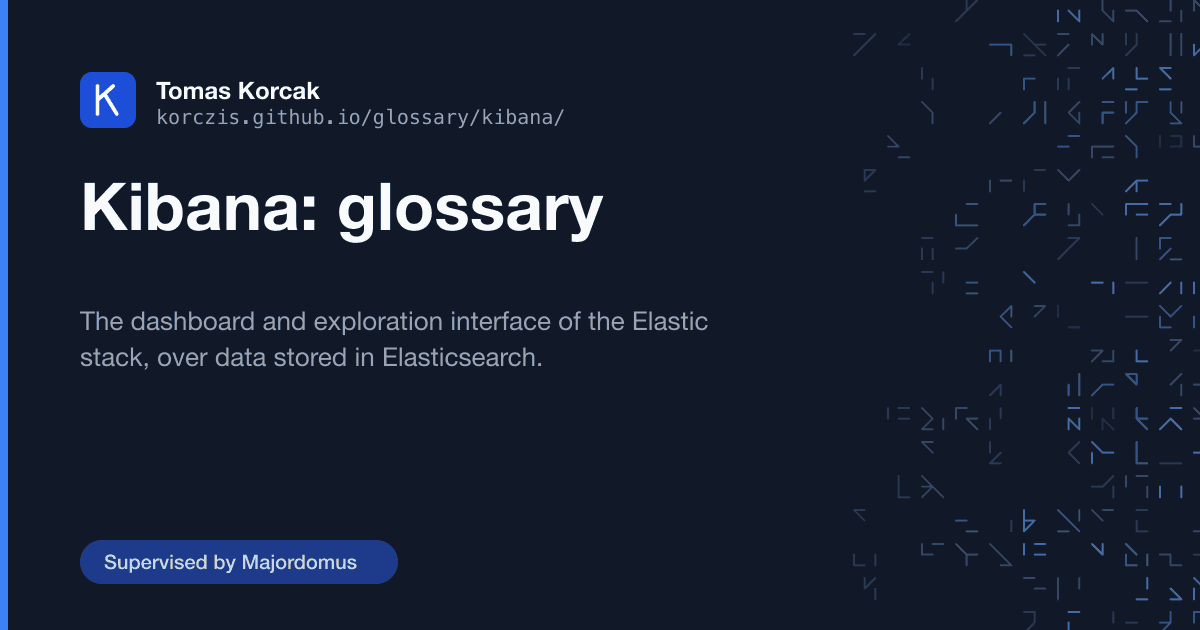 K
Tomas Korcak
korczis.github.io/glossary/kibana/
Kibana: glossary
The dashboard and exploration interface of the Elastic
stack, over data stored in Elasticsearch.
Supervised by Majordomus